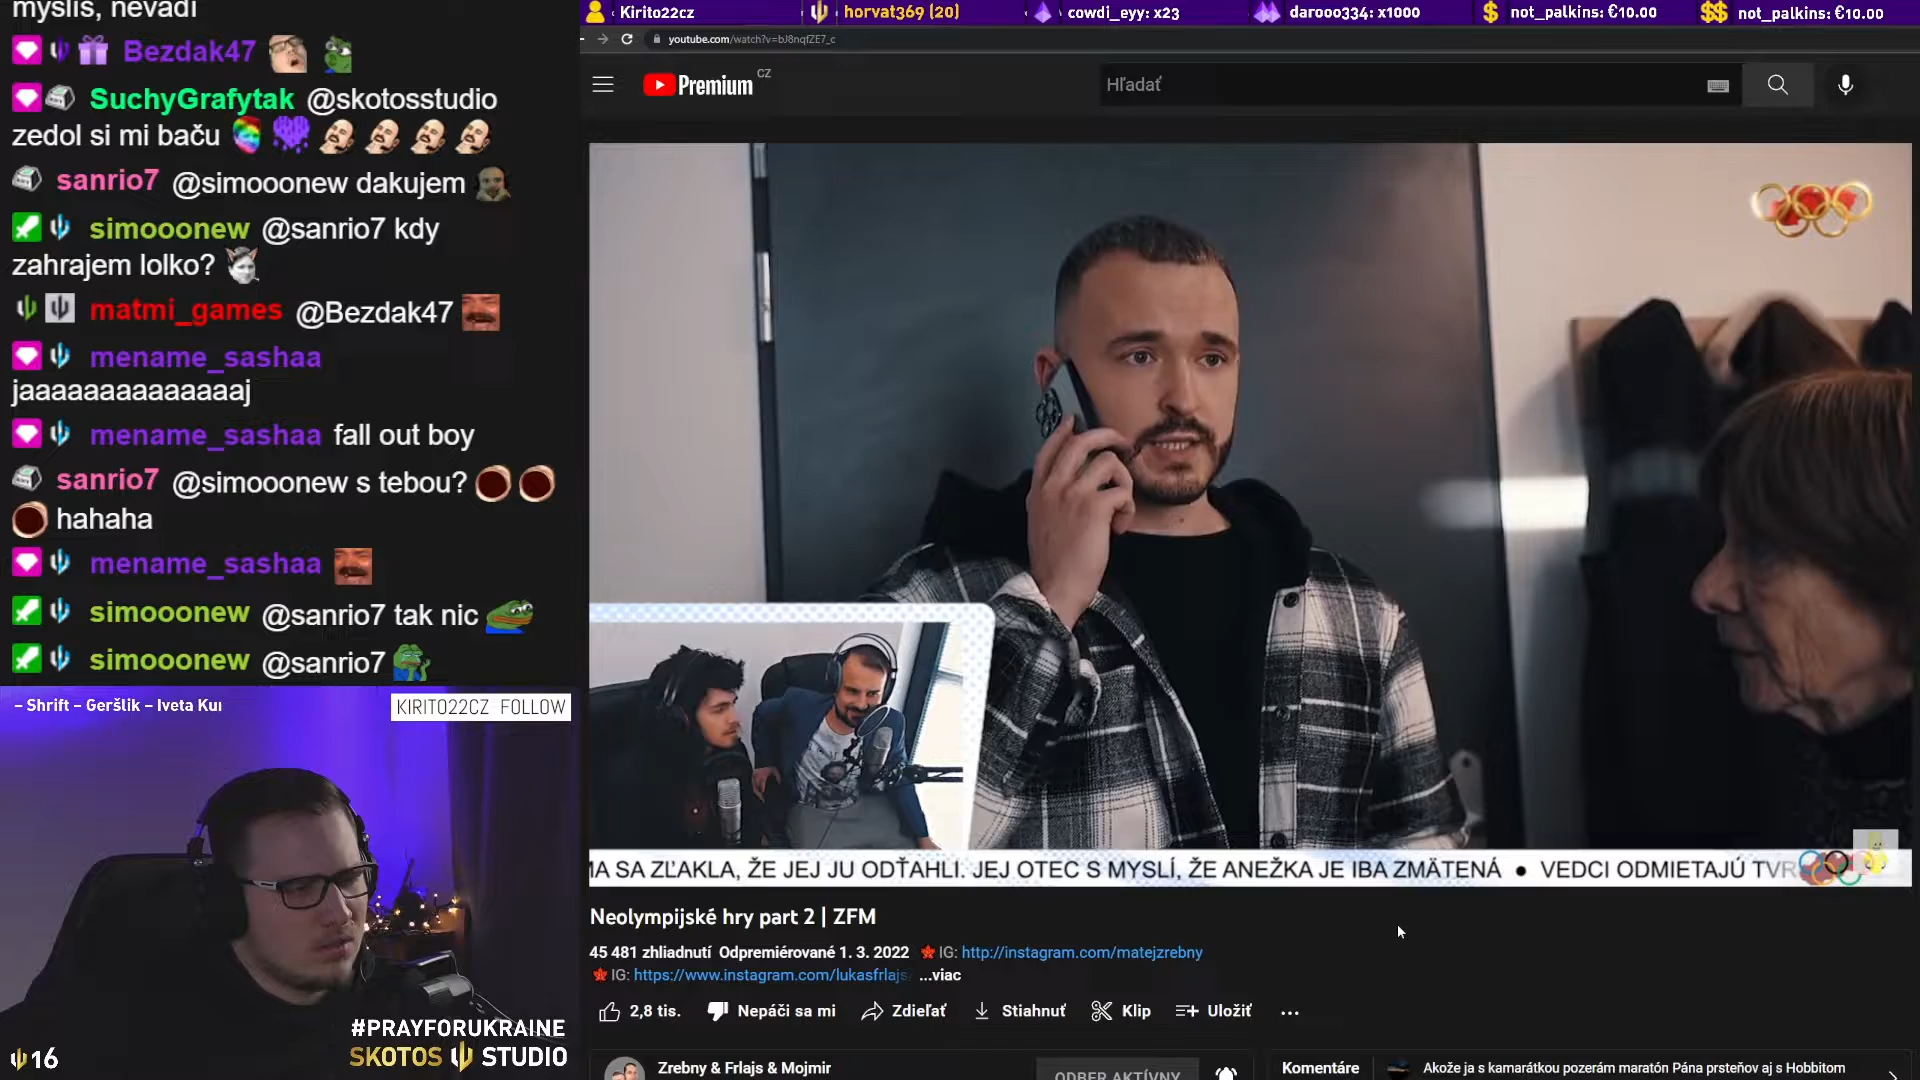 myslis, nevadi
Bezdak47
SuchyGrafytak @skotosstudio
zedol si mi baču
sanrio7 @simooonew dakujem
simooonew @sanrio7 kdy
zahrajem lolko?
matmi_games @Bezdak47
mename_sashaa
jaaaaaaaaaaaaaaj
mename_sashaa fall out boy
sanrio7 @simooonew s tebou?
hahaha
mename_sashaa
simooonew @sanrio7 tak nic
simooonew @sanrio7
– Shrift – Geršlik – Iveta Kur
KIRITO22CZ FOLLOW
#PRAYFORUKRAINE
16
SKOTOS STUDIO
Kirito22cz
horvat369 (20)
cowdi_eyy: x23
darooo334: x1000
not_palkins: €10.00
not_palkins: €10.00
youtube.com/watch?v=bJ8nqfZE7_c
Premium CZ
Hľadať
MA SA ZĽAKLA, ŽE JEJ JU ODŤAHLI. JEJ OTEC S MYSLÍ, ŽE ANEŽKA JE IBA ZMÄTENÁ ● VEDCI ODMIETAJÚ TVR
Neolympijské hry part 2 | ZFM
45 481 zhliadnutí Odpremiérované 1. 3. 2022 IG: http://instagram.com/matejzrebny
IG: https://www.instagram.com/lukasfrlajs ...viac
2,8 tis. Nepáči sa mi Zdieľať Stiahnuť Klip Uložiť
Zrebny & Frlajs & Mojmir
ODBER AKTÍVNY
Komentáre
Akože ja s kamarátkou pozerám maratón Pána prsteňov aj s Hobbitom